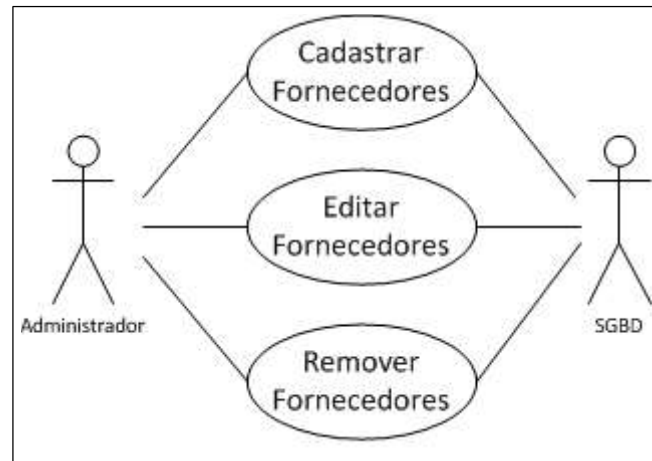 Cadastrar
Fornecedores
Editar
Fornecedores
Administrador
SGBD
Remover
Fornecedores